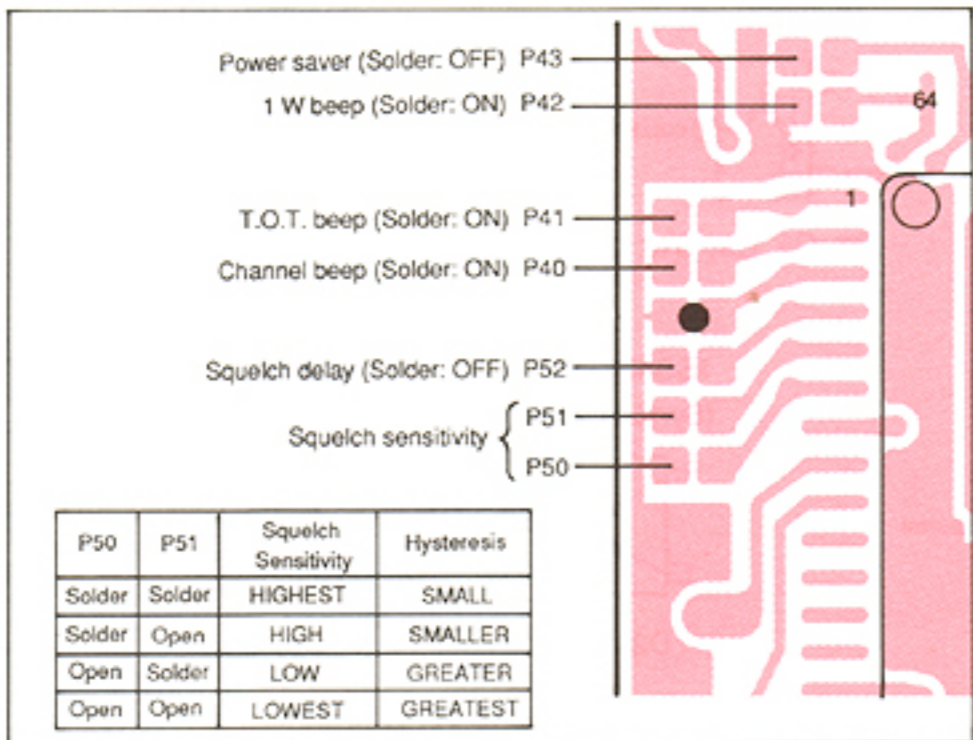 Power saver (Solder: OFF) P43
1 W beep (Solder: ON) P42
64
1
T.O.T. beep (Solder: ON) P41
Channel beep (Solder: ON) P40
Squelch delay (Solder: OFF) P52
Squelch sensitivity { P51
P50
P50 P51 Squelch Sensitivity Hysteresis
Solder Solder HIGHEST SMALL
Solder Open HIGH SMALLER
Open Solder LOW GREATER
Open Open LOWEST GREATEST